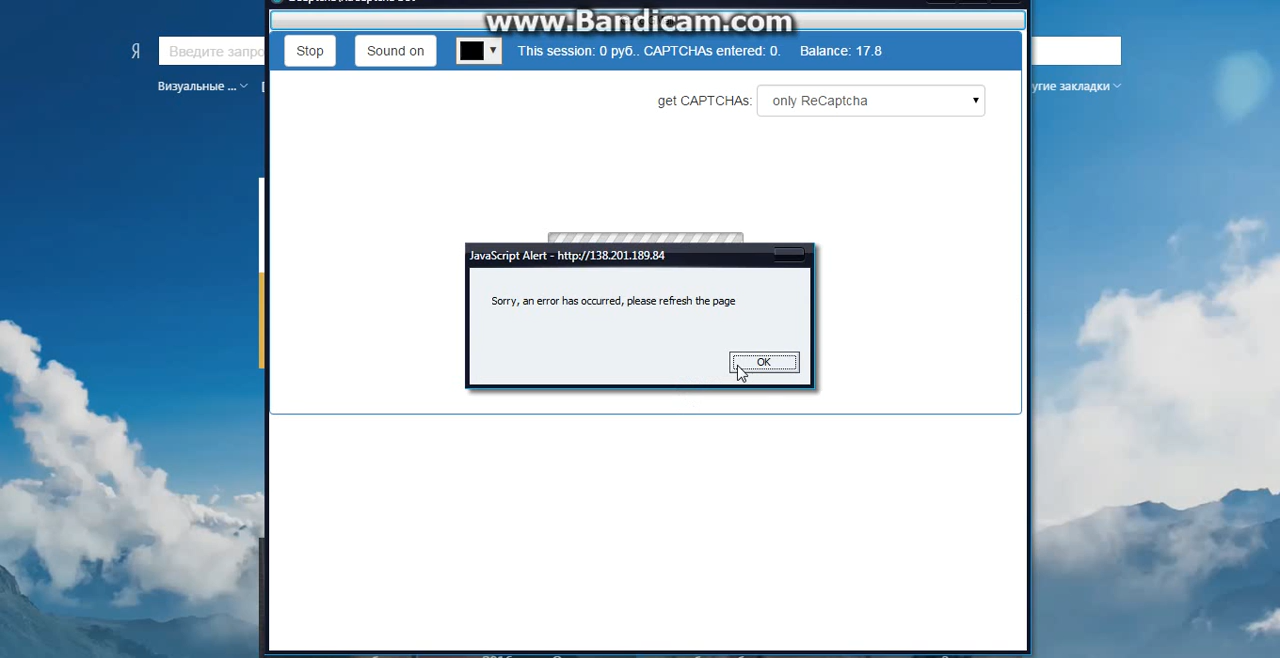 www.Bandicam.com
Stop
Sound on
This session: 0 руб.. CAPTCHAs entered: 0.
Balance: 17.8
Я
Введите запро
Визуальные ...
угие закладки
get CAPTCHAs:
only ReCaptcha
JavaScript Alert - http://138.201.189.84
Sorry, an error has occurred, please refresh the page
OK